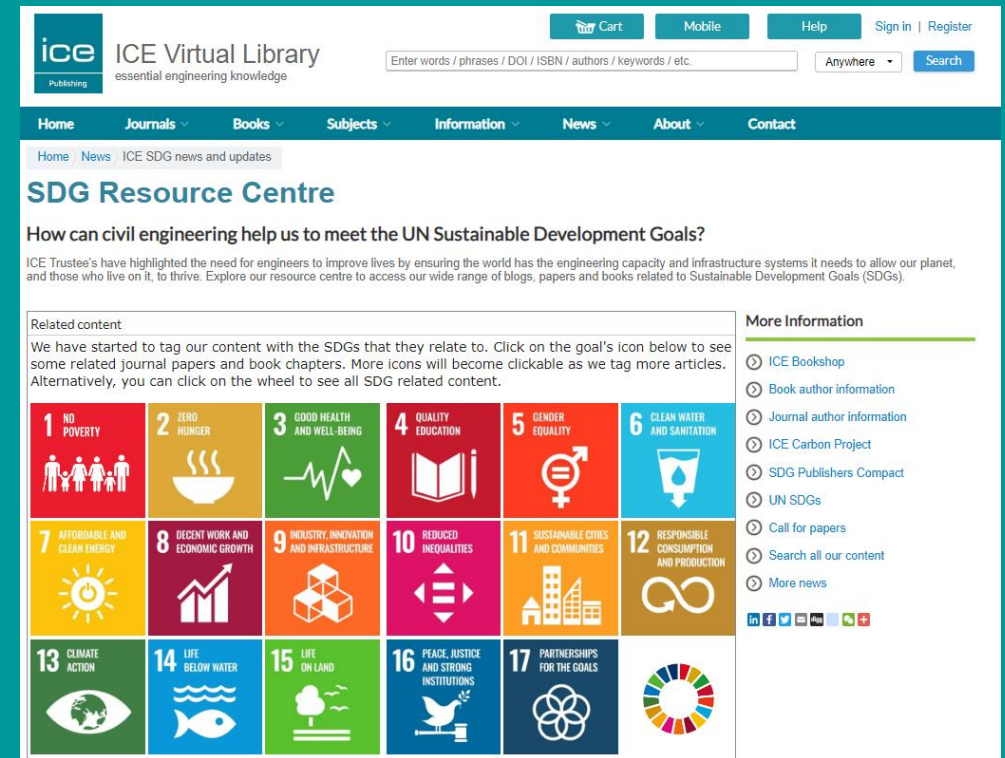 ice
Publishing
ICE Virtual Library
essential engineering knowledge
Cart
Mobile
Help
Sign in | Register
Enter words / phrases / DOI / ISBN / authors / keywords / etc.
Anywhere
Search
Home
Journals
Books
Subjects
Information
News
About
Contact
Home
News
ICE SDG news and updates
SDG Resource Centre
How can civil engineering help us to meet the UN Sustainable Development Goals?
ICE Trustee's have highlighted the need for engineers to improve lives by ensuring the world has the engineering capacity and infrastructure systems it needs to allow our planet,
and those who live on it, to thrive. Explore our resource centre to access our wide range of blogs, papers and books related to Sustainable Development Goals (SDGs).
Related content
We have started to tag our content with the SDGs that they relate to. Click on the goal's icon below to see
some related journal papers and book chapters. More icons will become clickable as we tag more articles.
Alternatively, you can click on the wheel to see all SDG related content.
1 NO
POVERTY
2 ZERO
HUNGER
3 GOOD HEALTH
AND WELL-BEING
4 QUALITY
EDUCATION
5 GENDER
EQUALITY
6 CLEAN WATER
AND SANITATION
7 AFFORDABLE AND
CLEAN ENERGY
8 DECENT WORK AND
ECONOMIC GROWTH
9 INDUSTRY, INNOVATION
AND INFRASTRUCTURE
10 REDUCED
INEQUALITIES
11 SUSTAINABLE CITIES
AND COMMUNITIES
12 RESPONSIBLE
CONSUMPTION
AND PRODUCTION
13 CLIMATE
ACTION
14 LIFE
BELOW WATER
15 LIFE
ON LAND
16 PEACE, JUSTICE
AND STRONG
INSTITUTIONS
17 PARTNERSHIPS
FOR THE GOALS
More Information
ICE Bookshop
Book author information
Journal author information
ICE Carbon Project
SDG Publishers Compact
UN SDGs
Call for papers
Search all our content
More news
in
f
digg